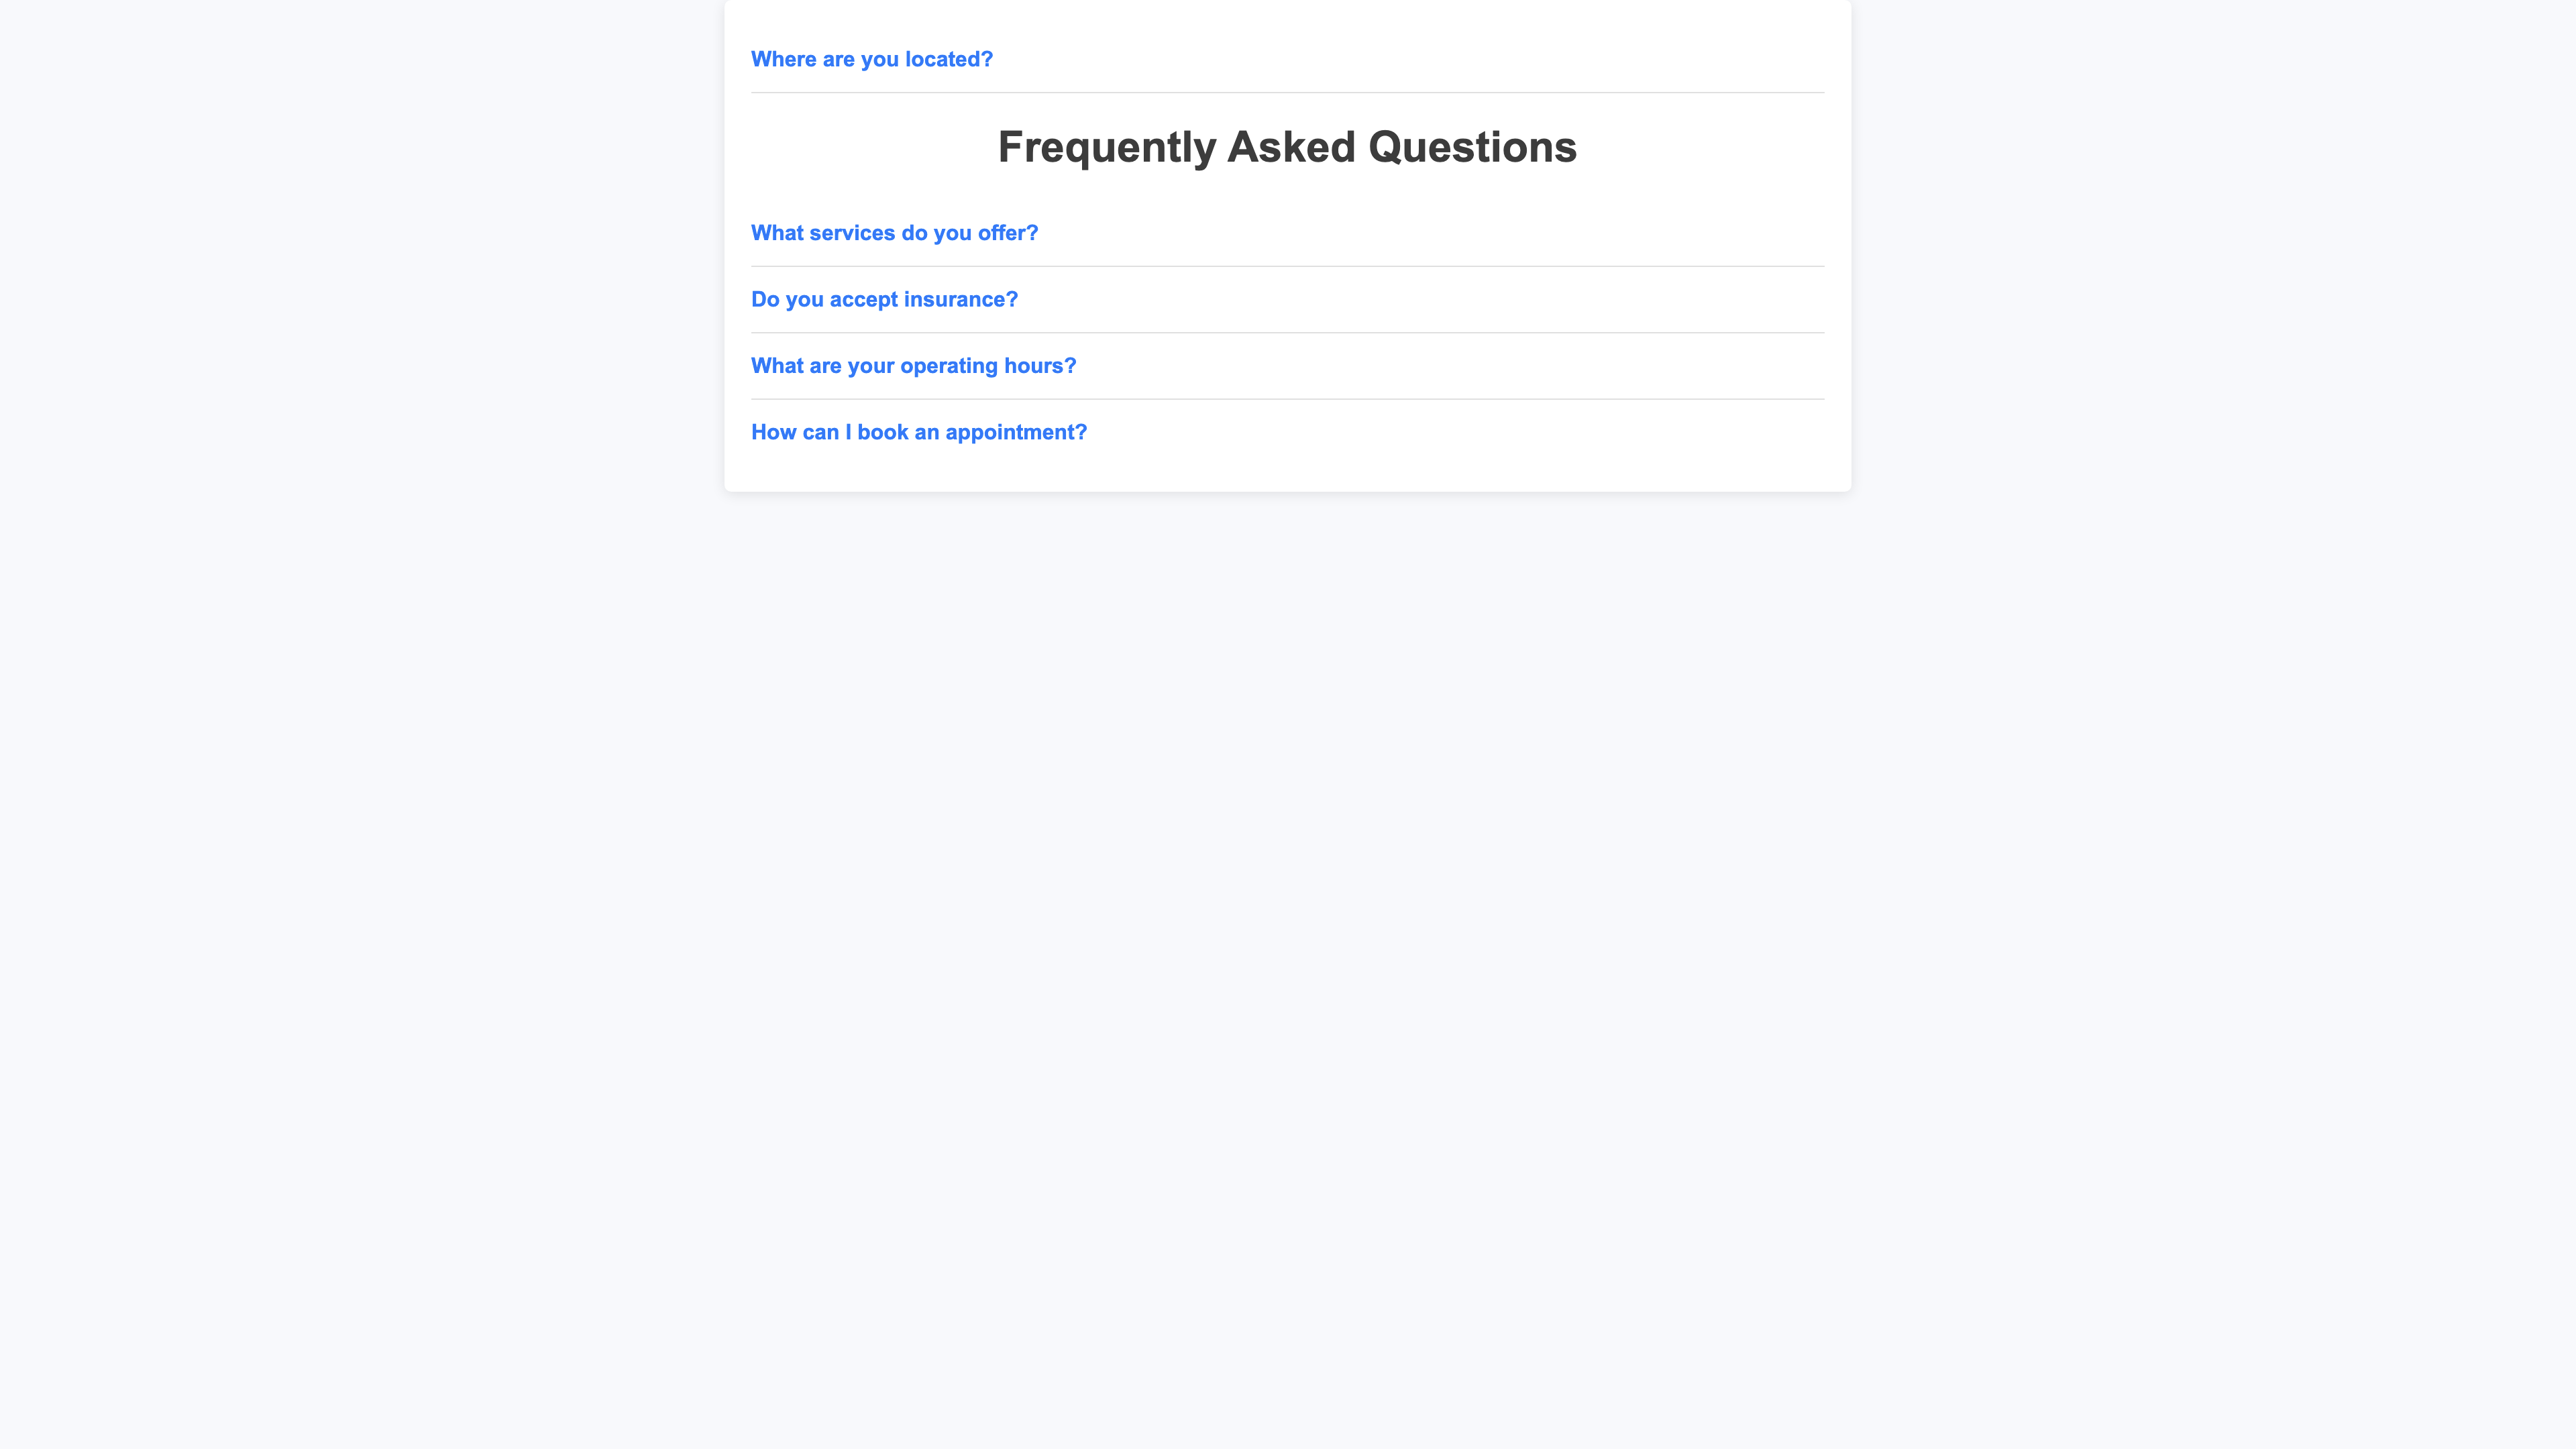 Where are you located?
Frequently Asked Questions
What services do you offer?
Do you accept insurance?
What are your operating hours?
How can I book an appointment?